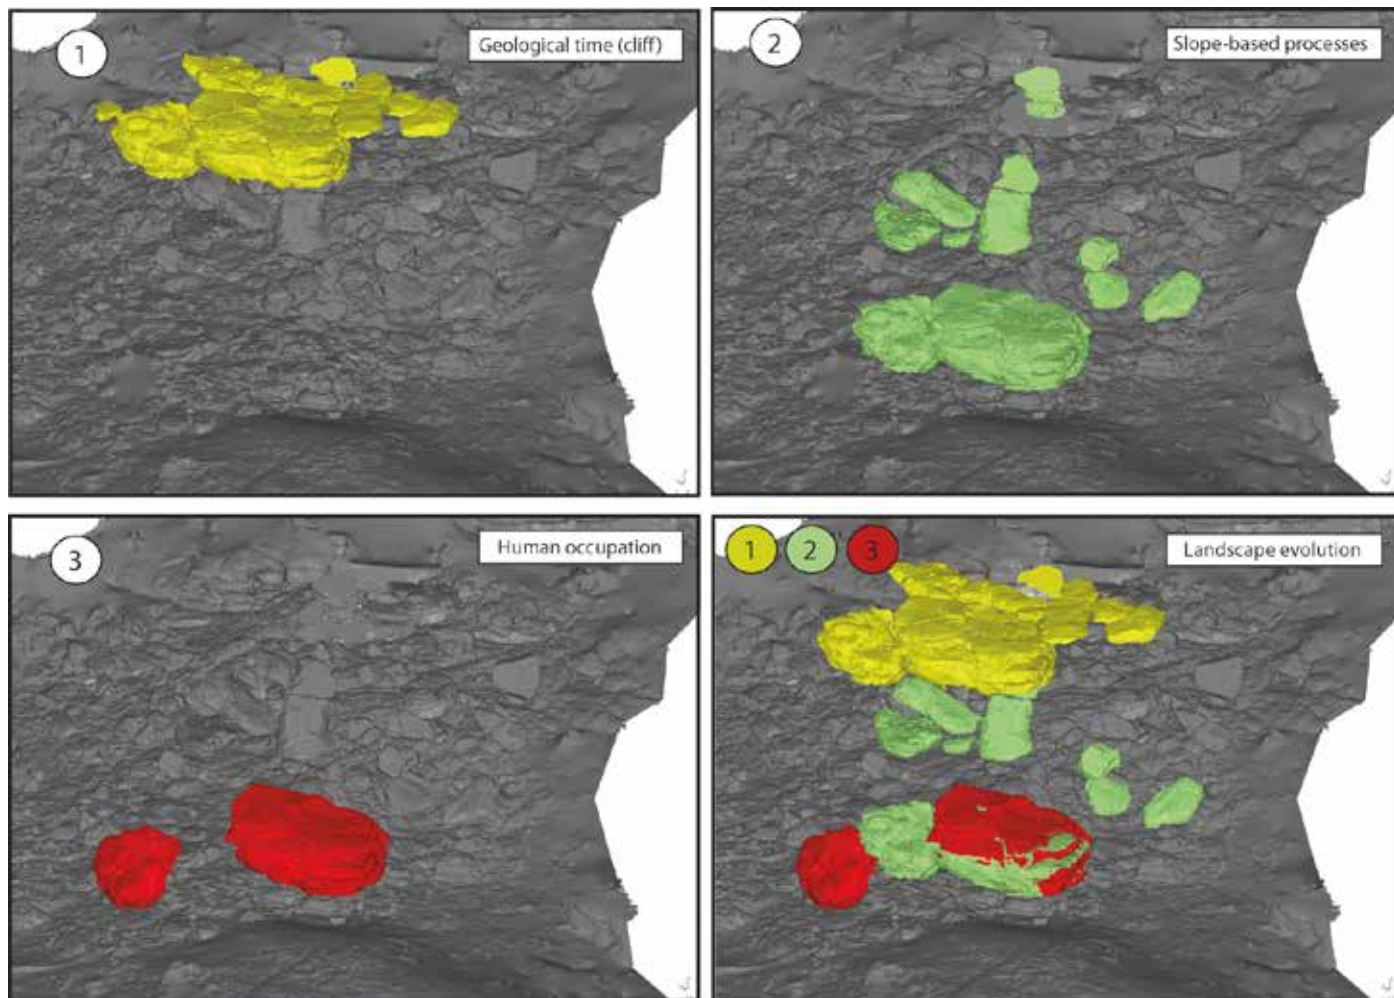 1
Geological time (cliff)
2
Slope-based processes
3
Human occupation
1 2 3
Landscape evolution